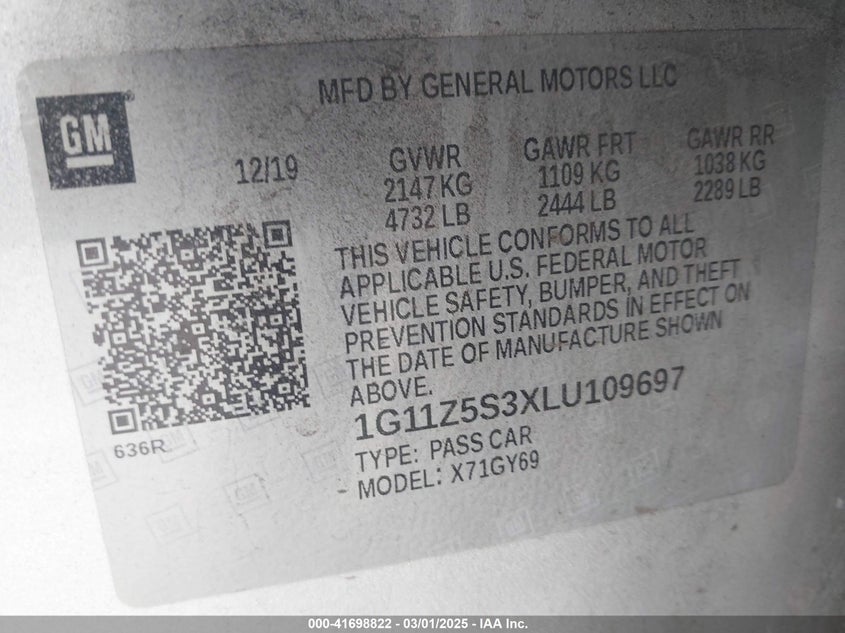 MFD BY GENERAL MOTORS LLC
GM
12/19
GVWR
2147 KG
4732 LB
GAWR FRT
1109 KG
2444 LB
GAWR RR
1038 KG
2289 LB
THIS VEHICLE CONFORMS TO ALL
APPLICABLE U.S. FEDERAL MOTOR
VEHICLE SAFETY, BUMPER, AND THEFT
PREVENTION STANDARDS IN EFFECT ON
THE DATE OF MANUFACTURE SHOWN
ABOVE.
1G11Z5S3XLU109697
636R
TYPE: PASS CAR
MODEL: X71GY69
000-41698822 - 03/01/2025 - IAA Inc.